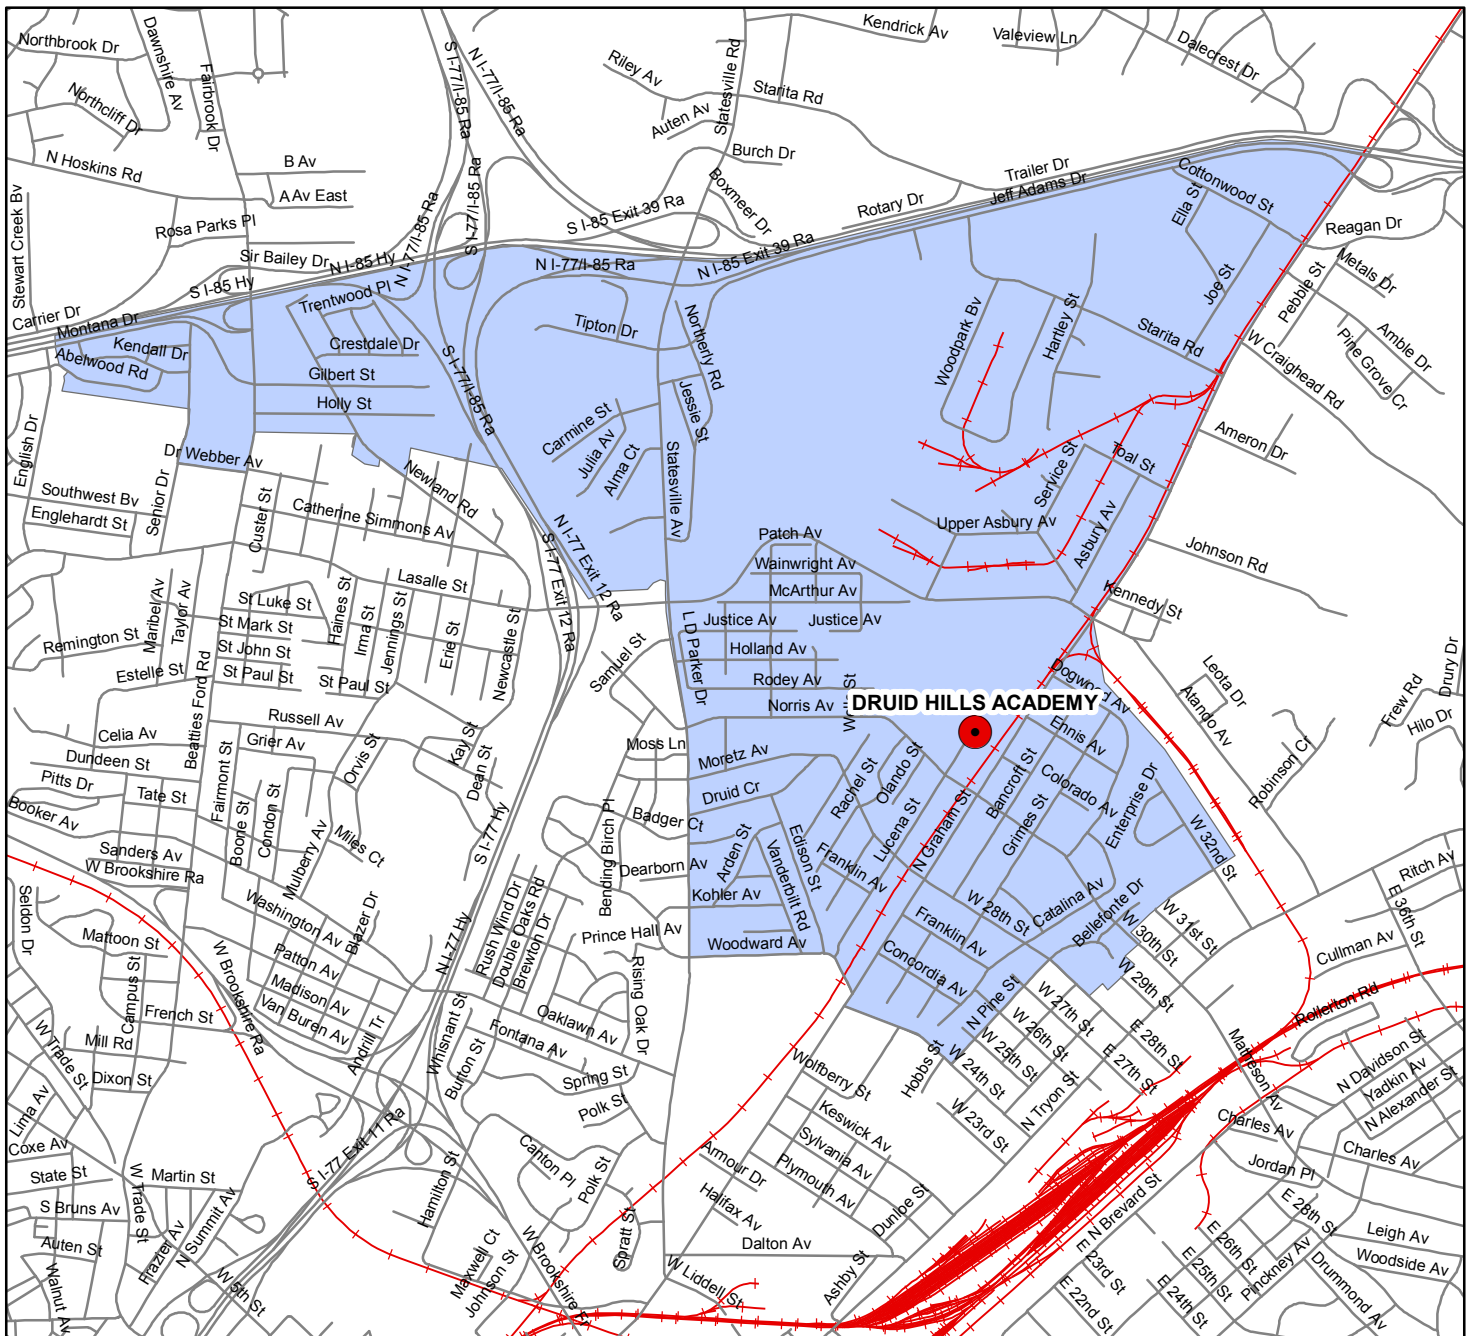 Northbrook Dr
Dawnshire Av
Fairbrook Dr
Northcliff Dr
S I-77/I-85 Ra
N I-77/I-85 Ra
Riley Av
Auten Av
Statesville Rd
Starita Rd
Kendrick Av
Valeview Ln
Dalecrest Dr
N Hoskins Rd
B Av
A Av East
Burch Dr
Boxmeer Dr
Rotary Dr
Trailer Dr
Jeff Adams Dr
Cottonwood St
Ella St
Reagan Dr
Stewart Creek Bv
Rosa Parks Pl
Sir Bailey Dr
N I-85 Hy
S I-85 Hy
N I-77/I-85 Ra
S I-77/I-85 Ra
S I-85 Exit 39 Ra
N I-85 Exit 39 Ra
N I-77/I-85 Ra
Metals Dr
Pebble St
Joe St
Carrier Dr
Montana Dr
Trentwood Pl
Kendall Dr
Abelwood Rd
Crestdale Dr
Gilbert St
Holly St
S I-77/I-85 Ra
Tipton Dr
Northerly Rd
Jessie St
Woodpark Bv
Hartley St
Starita Rd
W Craighead Rd
Amble Dr
Pine Grove Cr
Carmine St
Julia Av
Alma Ct
Statesville Av
English Dr
Dr Webber Av
Senior Dr
Newland Rd
Ameron Dr
Toal St
Service St
Southwest Bv
Englehardt St
Custer St
Catherine Simmons Av
N I-77 Exit 12 Ra
S I-77 Exit 12 Ra
Patch Av
Upper Asbury Av
Asbury Av
Johnson Rd
Wainwright Av
McArthur Av
Lasalle St
Kennedy St
Maribel Av
Taylor Av
St Luke St
St Mark St
St John St
St Paul St
St Paul St
Haines St
Irma St
Jennings St
Erie St
Newcastle St
Remington St
Estelle St
Beatties Ford Rd
Samuel St
L D Parker Dr
Justice Av
Justice Av
Holland Av
Rodey Av
Norris Av
DRUID HILLS ACADEMY
Dogwood Av
Leota Dr
Atando Av
Frew Rd
Drury Dr
Hilo Dr
Robinson Cr
Celia Av
Russell Av
Grier Av
Orvis St
Kay St
Dean St
Moss Ln
Moretz Av
Druid Cr
Rachel St
Olando St
Lucena St
N Graham St
Bancroft St
Grimes St
Ennis Av
Colorado Av
Enterprise Dr
W 32nd St
Dundeen St
Pitts Dr
Tate St
Booker Av
Sanders Av
W Brookshire Ra
Fairmont St
Boone St
Condon St
Mulberry Av
Miles Ct
S I-77 Hy
Bending Birch Pl
Badger Ct
Dearborn Av
Kohler Av
Arden St
Vanderbilt Rd
Edison St
Franklin Av
Woodward Av
Prince Hall Av
Ritch Av
E 36th St
Cullman Av
Seldon Dr
Mattoon St
Campus St
Washington Av
Blazer Dr
Patton Av
Madison Av
Van Buren Av
W Brookshire Ra
N I-77 Hy
Rush Wind Dr
Double Oaks Rd
Brewton Dr
Rising Oak Dr
Franklin Av
Concordia Av
W 28th St
Catalina Av
Bellefonte Dr
W 31st St
W 30th St
W 29th St
N Pine St
W 27th St
W 26th St
W 25th St
W 24th St
W 23rd St
Hobbs St
E 28th St
E 27th St
N Tryon St
Matheson Av
Rollerton Rd
French St
Mill Rd
Dixon St
W Trade St
Andrill Tr
Whisnant St
Burton St
Fontana Av
Oaklawn Av
Spring St
Polk St
Wolfberry St
Keswick Av
Sylvania Av
Plymouth Av
N Davidson St
Yadkin Av
N Alexander St
Charles Av
Charles Av
Jordan Pl
Lima Av
Coxe Av
State St
S Bruns Av
Auten St
Walnut Av
Martin St
W Trade St
Frazier Av
N Summit Av
W 5th St
S I-77 Exit 11 Ra
Hamilton St
Canton Pl
Polk St
Spratt St
Maxwell Ct
Johnson St
W Brookshire Fr
Armour Dr
Halifax Av
Dalton Av
W Liddell St
Dunloe St
Ashby St
E N Brevard St
E 23rd St
E 22nd St
E 24th St
E 25th St
E 26th St
E 28th St
Pinckney Av
Drummond Av
Leigh Av
Woodside Av